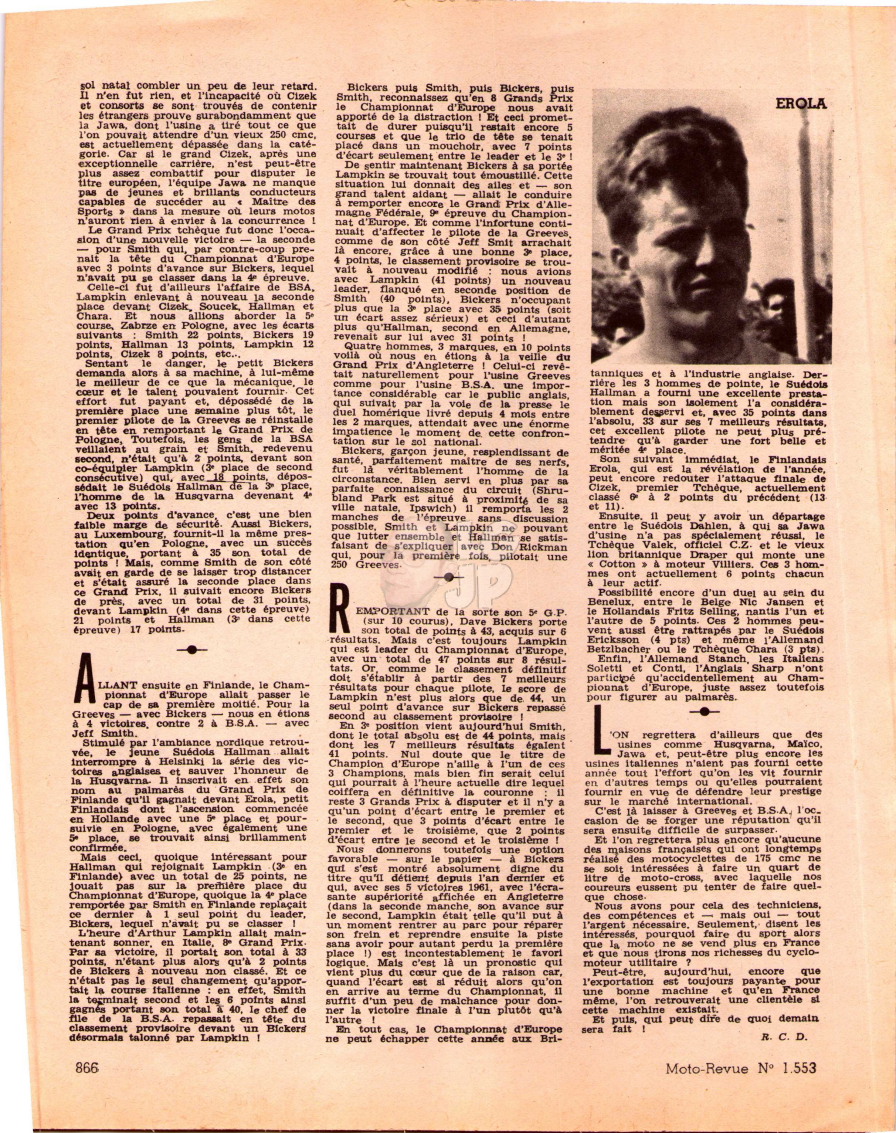 sol natal combler un peu de leur retard.
Il n'en fut rien, et l'incapacité où Cizek
et consorts se sont trouvés de contenir
les étrangers prouve surabondamment que
la Jawa, dont l'usine a tiré tout ce que
l'on pouvait attendre d'un vieux 250 cmc,
est actuellement dépassée dans la caté-
gorie. Car si le grand Cizek, après une
exceptionnelle carrière, n'est peut-être
plus assez combattif pour disputer le
titre européen, l'équipe Jawa ne manque
pas de jeunes et brillants conducteurs
capables de succéder au « Maître des
Sports » dans la mesure où leurs motos
n'auront rien à envier à la concurrence !
Le Grand Prix tchèque fut donc l'occa-
sion d'une nouvelle victoire — la seconde
— pour Smith qui, par contre-coup pre-
nait la tête du Championnat d'Europe
avec 3 points d'avance sur Bickers, lequel
n'avait pu se classer dans la 4e épreuve.
Celle-ci fut d'ailleurs l'affaire de BSA,
Lampkin enlevant à nouveau la seconde
place devant Cizek, Soucek, Hallman et
Chara. Et nous allions aborder la 5e
course, Zabrze en Pologne, avec les écarts
suivants : Smith 22 points, Bickers 19
points, Hallman 13 points, Lampkin 12
points, Cizek 8 points, etc...
Sentant le danger, le petit Bickers
demanda alors à sa machine, à lui-même
le meilleur de ce que la mécanique, le
cœur et le talent pouvaient fournir. Cet
effort fut payant et, dépossédé de la
première place une semaine plus tôt, le
premier pilote de la Greeves se réinstalle
en tête en remportant le Grand Prix de
Pologne, Toutefois, les gens de la BSA
veillaient au grain et Smith, redevenu
second, n'était qu'à 2 points, devant son
co-équipier Lampkin (3e place de second
consécutive) qui, avec 18 points, dépos-
sédait le Suédois Hallman de la 3e place,
l'homme de la Husqvarna devenant 4e
avec 13 points.
Deux points d'avance, c'est une bien
faible marge de sécurité. Aussi Bickers,
au Luxembourg, fournit-il la même pres-
tation qu'en Pologne, avec un succès
identique, portant à 35 son total de
points ! Mais, comme Smith de son côté
avait en garde de se laisser trop distancer
et s'était assuré la seconde place dans
ce Grand Prix, il suivait encore Bickers
de près, avec un total de 31 points,
devant Lampkin (4e dans cette épreuve)
21 points et Hallman (3e dans cette
épreuve) 17 points.
ALLANT ensuite en Finlande, le Cham-
pionnat d'Europe allait passer le
cap de sa première moitié. Pour la
Greeves — avec Bickers — nous en étions
à 4 victoires, contre 2 à B.S.A. — avec
Jeff Smith.
Stimulé par l'ambiance nordique retrou-
vée, le jeune Suédois Hallman allait
interrompre à Helsinki la série des vic-
toires anglaises et sauver l'honneur de
la Husqvarna. Il inscrivait en effet son
nom au palmarès du Grand Prix de
Finlande qu'il gagnait devant Erola, petit
Finlandais dont l'ascension commencée
en Hollande avec une 5e place et pour-
suivie en Pologne, avec également une
5e place, se trouvait ainsi brillamment
confirmée.
Mais ceci, quoique intéressant pour
Hallman qui rejoignait Lampkin (3e en
Finlande) avec un total de 25 points, ne
jouait pas sur la première place du
Championnat d'Europe, quoique la 4e place
remportée par Smith en Finlande replaçait
ce dernier à 1 seul point du leader,
Bickers, lequel n'avait pu se classer !
L'heure d'Arthur Lampkin allait main-
tenant sonner, en Italie, 8e Grand Prix.
Par sa victoire, il portait son total à 33
points, n'étant plus alors qu'à 2 points
de Bickers à nouveau non classé. Et ce
n'était pas le seul changement qu'appor-
tait la course italienne : en effet, Smith
la terminait second et les 6 points ainsi
gagnés portant son total à 40, le chef de
file de la B.S.A. repassait en tête du
classement provisoire devant un Bickers
désormais talonné par Lampkin !
Bickers puis Smith, puis Bickers, puis
Smith, reconnaissez qu'en 8 Grands Prix
le Championnat d'Europe nous avait
apporté de la distraction ! Et ceci promet-
tait de durer puisqu'il restait encore 5
courses et que le trio de tête se tenait
placé dans un mouchoir, avec 7 points
d'écart seulement entre le leader et le 3e !
De sentir maintenant Bickers à sa portée
Lampkin se trouvait tout émoustillé. Cette
situation lui donnait des ailes et — son
grand talent aidant — allait le conduire
à remporter encore le Grand Prix d'Alle-
magne Fédérale, 9e épreuve du Champion-
nat d'Europe. Et comme l'infortune conti-
nuait d'affecter le pilote de la Greeves,
comme de son côté Jeff Smit arrachait
là encore, grâce à une bonne 3e place,
4 points, le classement provisoire se trou-
vait à nouveau modifié : nous avions
avec Lampkin (41 points) un nouveau
leader, flanqué en seconde position de
Smith (40 points), Bickers n'occupant
plus que la 3e place avec 35 points (soit
un écart assez sérieux) et ceci d'autant
plus qu'Hallman, second en Allemagne,
revenait sur lui avec 31 points !
Quatre hommes, 3 marques, en 10 points
voilà où nous en étions à la veille du
Grand Prix d'Angleterre ! Celui-ci revê-
tait naturellement pour l'usine Greeves
comme pour l'usine B.S.A. une impor-
tance considérable car le public anglais,
qui suivait par la voie de la presse le
duel homérique livré depuis 4 mois entre
les 2 marques, attendait avec une énorme
impatience le moment de cette confron-
tation sur le sol national.
Bickers, garçon jeune, resplendissant de
santé, parfaitement maître de ses nerfs,
fut là véritablement l'homme de la
circonstance. Bien servi en plus par sa
parfaite connaissance du circuit (Shru-
bland Park est situé à proximité de sa
ville natale, Ipswich) il remporta les 2
manches de l'épreuve sans discussion
possible, Smith et Lampkin ne pouvant
que lutter ensemble et Hallman se satis-
faisant de s'expliquer avec Don Rickman
qui, pour la première fois, pilotait une
250 Greeves.
REMPORTANT de la sorte son 5e G.P.
(sur 10 courus), Dave Bickers porte
son total de points à 43, acquis sur 6
résultats. Mais c'est toujours Lampkin
qui est leader du Championnat d'Europe,
avec un total de 47 points sur 8 résul-
tats. Or, comme le classement définitif
doit s'établir à partir des 7 meilleurs
résultats pour chaque pilote, le score de
Lampkin n'est plus alors que de 44, un
seul point d'avance sur Bickers repassé
second au classement provisoire !
En 3e position vient aujourd'hui Smith,
dont le total absolu est de 44 points, mais
dont les 7 meilleurs résultats égalent
41 points. Nul doute que le titre de
Champion d'Europe n'aille à l'un de ces
3 Champions, mais bien fin serait celui
qui pourrait à l'heure actuelle dire lequel
coiffera en définitive la couronne : il
reste 3 Grands Prix à disputer et il n'y a
qu'un point d'écart entre le premier et
le second, que 3 points d'écart entre le
premier et le troisième, que 2 points
d'écart entre le second et le troisième !
Nous donnerons toutefois une option
favorable — sur le papier — à Bickers
qui s'est montré absolument digne du
titre qu'il détient depuis l'an dernier et
qui, avec ses 5 victoires 1961, avec l'écra-
sante supériorité affichée en Angleterre
(dans la seconde manche, son avance sur
le second, Lampkin était telle qu'il put à
un moment rentrer au parc pour réparer
son frein et reprendre ensuite la piste
sans avoir pour autant perdu la première
place !) est incontestablement le favori
logique. Mais c'est là un pronostic qui
vient plus du cœur que de la raison car,
quand l'écart est si réduit alors qu'on
en arrive au terme du Championnat, il
suffit d'un peu de malchance pour don-
ner la victoire finale à l'un plutôt qu'à
l'autre !
En tout cas, le Championnat d'Europe
ne peut échapper cette année aux Bri-
EROLA
tanniques et à l'industrie anglaise. Der-
rière les 3 hommes de pointe, le Suédois
Hallman a fourni une excellente presta-
tion mais son isolement l'a considéra-
blement desservi et, avec 35 points dans
l'absolu, 33 sur ses 7 meilleurs résultats,
cet excellent pilote ne peut plus pré-
tendre qu'à garder une fort belle et
méritée 4e place.
Son suivant immédiat, le Finlandais
Erola, qui est la révélation de l'année,
peut encore redouter l'attaque finale de
Cizek, premier Tchèque, actuellement
classé 6e à 2 points du précédent (13
et 11).
Ensuite, il peut y avoir un départage
entre le Suédois Dahlen, à qui sa Jawa
d'usine n'a pas spécialement réussi, le
Tchèque Valek, officiel C.Z. et le vieux
lion britannique Draper qui monte une
« Cotton » à moteur Villiers. Ces 3 hom-
mes ont actuellement 6 points chacun
à leur actif.
Possibilité encore d'un duel au sein du
Benelux, entre le Belge Nic Jansen et
le Hollandais Fritz Selling, nantis l'un et
l'autre de 5 points. Ces 2 hommes peu-
vent aussi être rattrapés par le Suédois
Ericksson (4 pts) et même l'Allemand
Betzlbacher ou le Tchèque Chara (3 pts).
Enfin, l'Allemand Stanch, les Italiens
Soletti et Conti, l'Anglais Sharp n'ont
participé qu'accidentellement au Cham-
pionnat d'Europe, juste assez toutefois
pour figurer au palmarès.
L'ON regrettera d'ailleurs que des
usines comme Husqvarna, Maïco,
Jawa et, peut-être plus encore les
usines italiennes n'aient pas fourni cette
année tout l'effort qu'on les vit fournir
en d'autres temps ou qu'elles pourraient
fournir en vue de défendre leur prestige
sur le marché international.
C'est là laisser à Greeves et B.S.A., l'oc-
casion de se forger une réputation qu'il
sera ensuite difficile de surpasser.
Et l'on regrettera plus encore qu'aucune
des maisons françaises qui ont longtemps
réalisé des motocyclettes de 175 cmc ne
se soit intéressées à faire un quart de
litre de moto-cross, avec laquelle nos
coureurs eussent pu tenter de faire quel-
que chose.
Nous avons pour cela des techniciens,
des compétences et — mais oui — tout
l'argent nécessaire. Seulement, disent les
intéressés, pourquoi faire du sport alors
que la moto ne se vend plus en France
et que nous tirons nos richesses du cyclo-
moteur utilitaire ?
Peut-être, aujourd'hui, encore que
l'exportation est toujours payante pour
une bonne machine et qu'en France
même, l'on retrouverait une clientèle si
cette machine existait.
Et puis, qui peut dire de quoi demain
sera fait !
R. C. D.
866
Moto-Revue N° 1.553
JP